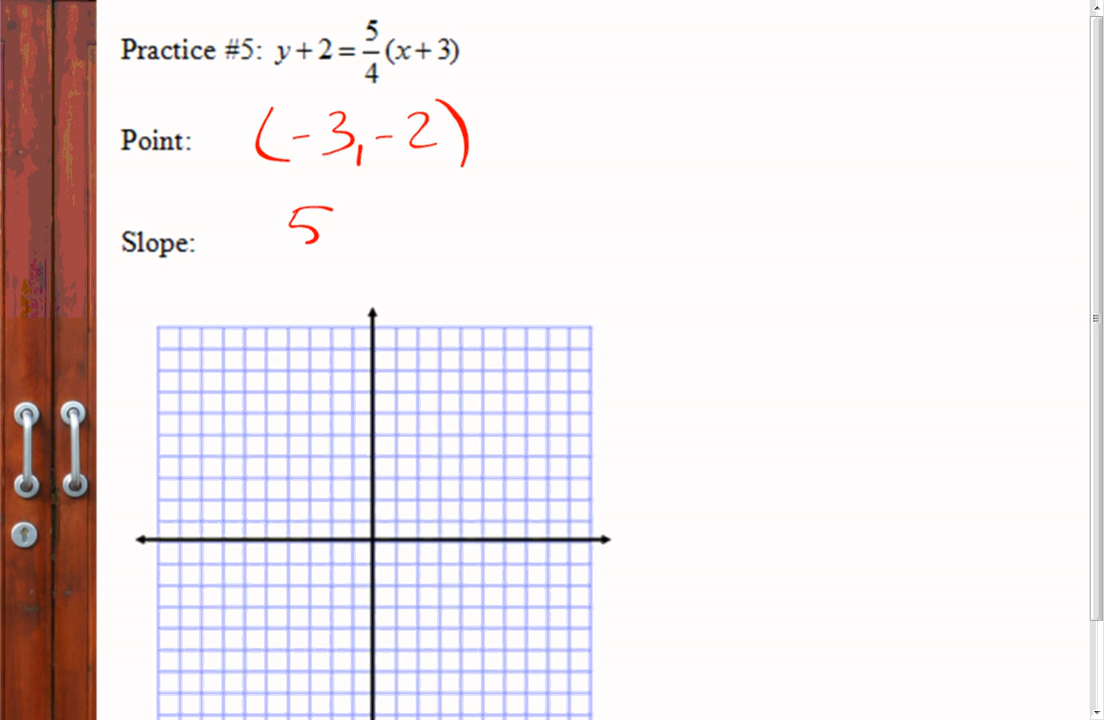 Practice #5: y + 2 = 5/4 (x + 3)
Point: (-3, -2)
Slope: 5